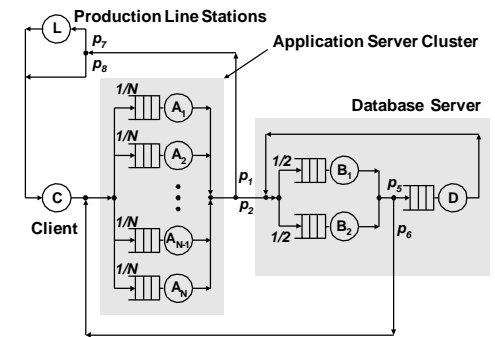 Production Line Stations
L
p7
p8
Application Server Cluster
1/N
A1
Database Server
1/N
A2
1/2
B1
p1
p2
p5
D
C
Client
1/N
AN-1
1/2
B2
p6
1/N
AN